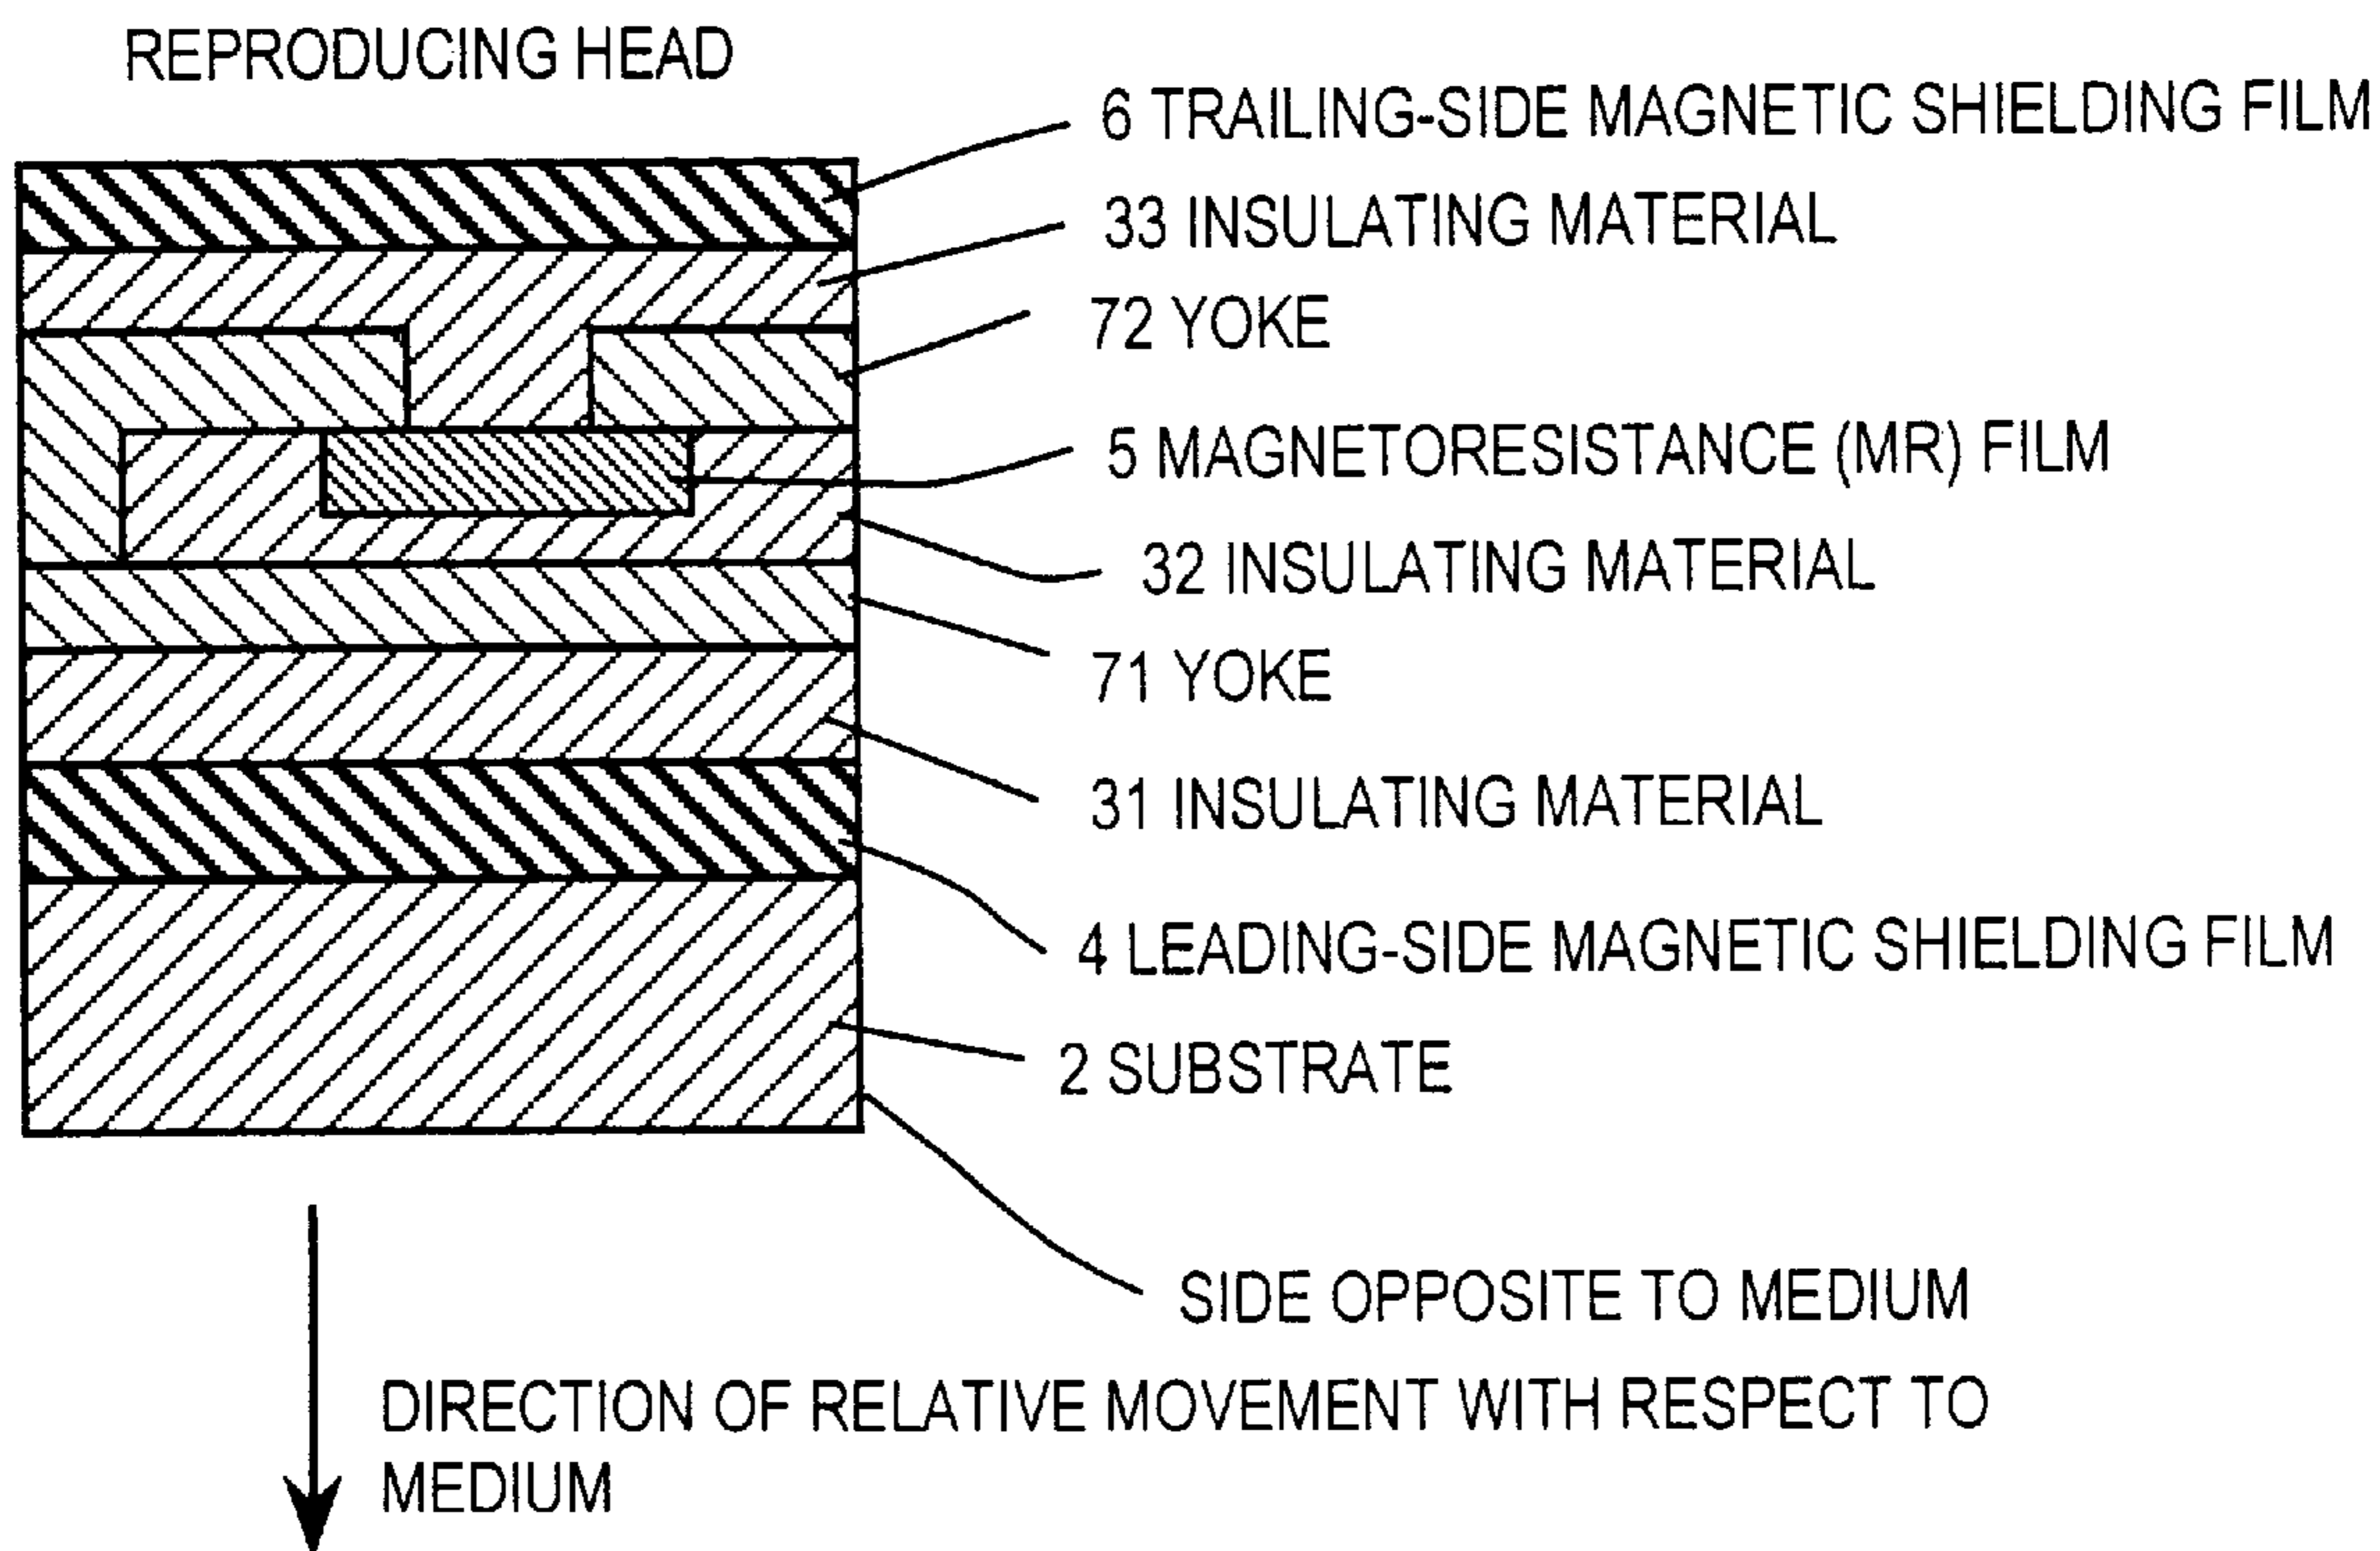 REPRODUCING HEAD
6 TRAILING-SIDE MAGNETIC SHIELDING FILM
33 INSULATING MATERIAL
72 YOKE
5 MAGNETORESISTANCE (MR) FILM
32 INSULATING MATERIAL
71 YOKE
31 INSULATING MATERIAL
4 LEADING-SIDE MAGNETIC SHIELDING FILM
2 SUBSTRATE
SIDE OPPOSITE TO MEDIUM
DIRECTION OF RELATIVE MOVEMENT WITH RESPECT TO
MEDIUM